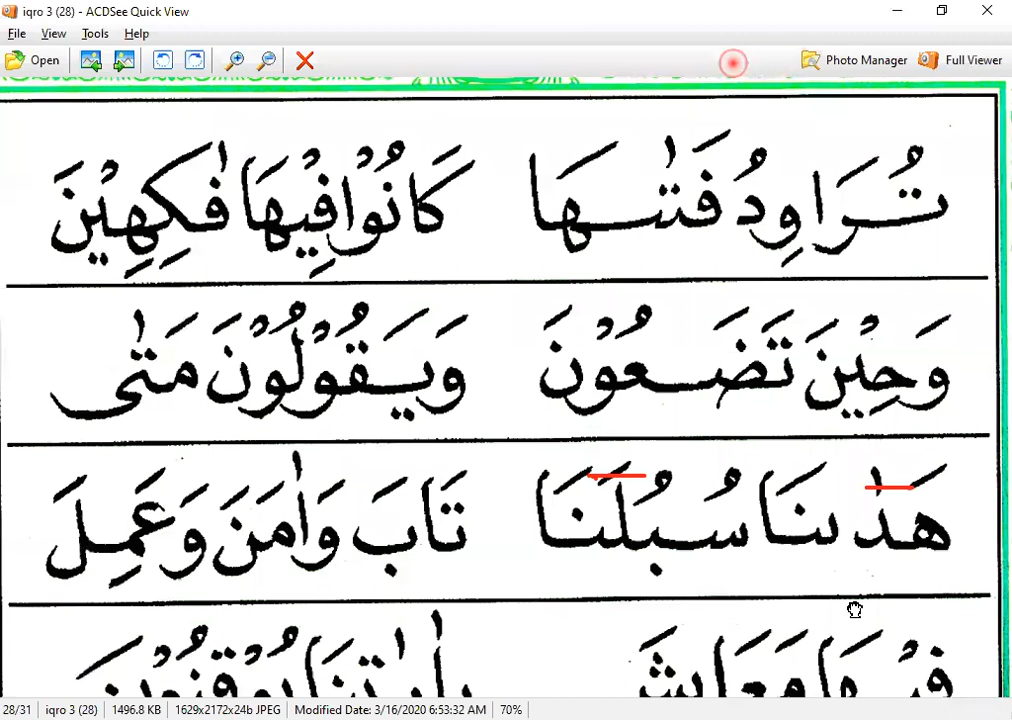 iqro 3 (28) - ACDSee Quick View
File View Tools Help
Open Photo Manager Full Viewer
تُرَاوِدُ فَتٰىهَا كَانُوْا فِيْهَا فٰكِهِيْنَ
وَحِيْنَ تَضَعُوْنَ وَيَقُوْلُوْنَ مَتٰى
هَدٰىنَا سُبُلَنَا تَابَ وَاٰمَنَ وَعَمِلَ
28/31 iqro 3 (28) 1496.8 KB 1629x2172x24b JPEG Modified Date: 3/16/2020 6:53:32 AM 70%